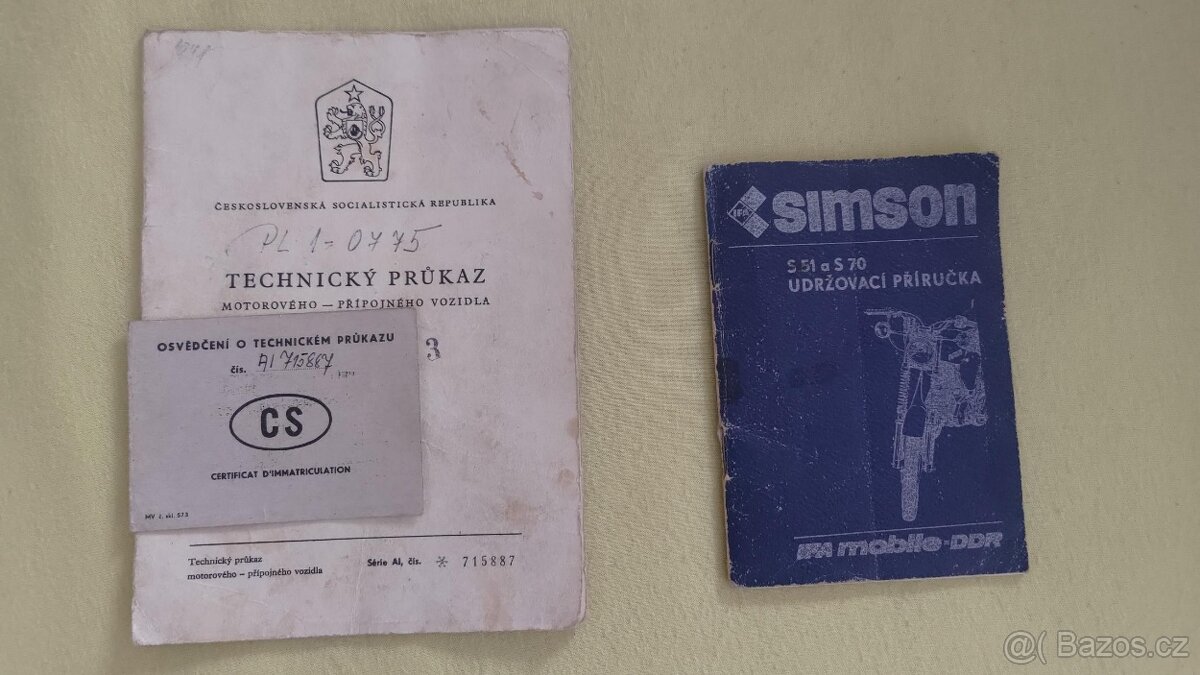 ČESKOSLOVENSKÁ SOCIALISTICKÁ REPUBLIKA
PL 1-0775
TECHNICKÝ PRŮKAZ
MOTOROVÉHO — PŘÍPOJNÉHO VOZIDLA
3
OSVĚDČENÍ O TECHNICKÉM PRŮKAZU
čís. AI 715887
CS
CERTIFICAT D'IMMATRICULATION
MV č. skl. 573
Technický průkaz
motorového – přípojného vozidla
Série AI, čís. * 715887
IFA
simson
S 51 a S 70
UDRŽOVACÍ PŘÍRUČKA
IFA mobile-DDR
@( Bazos.cz